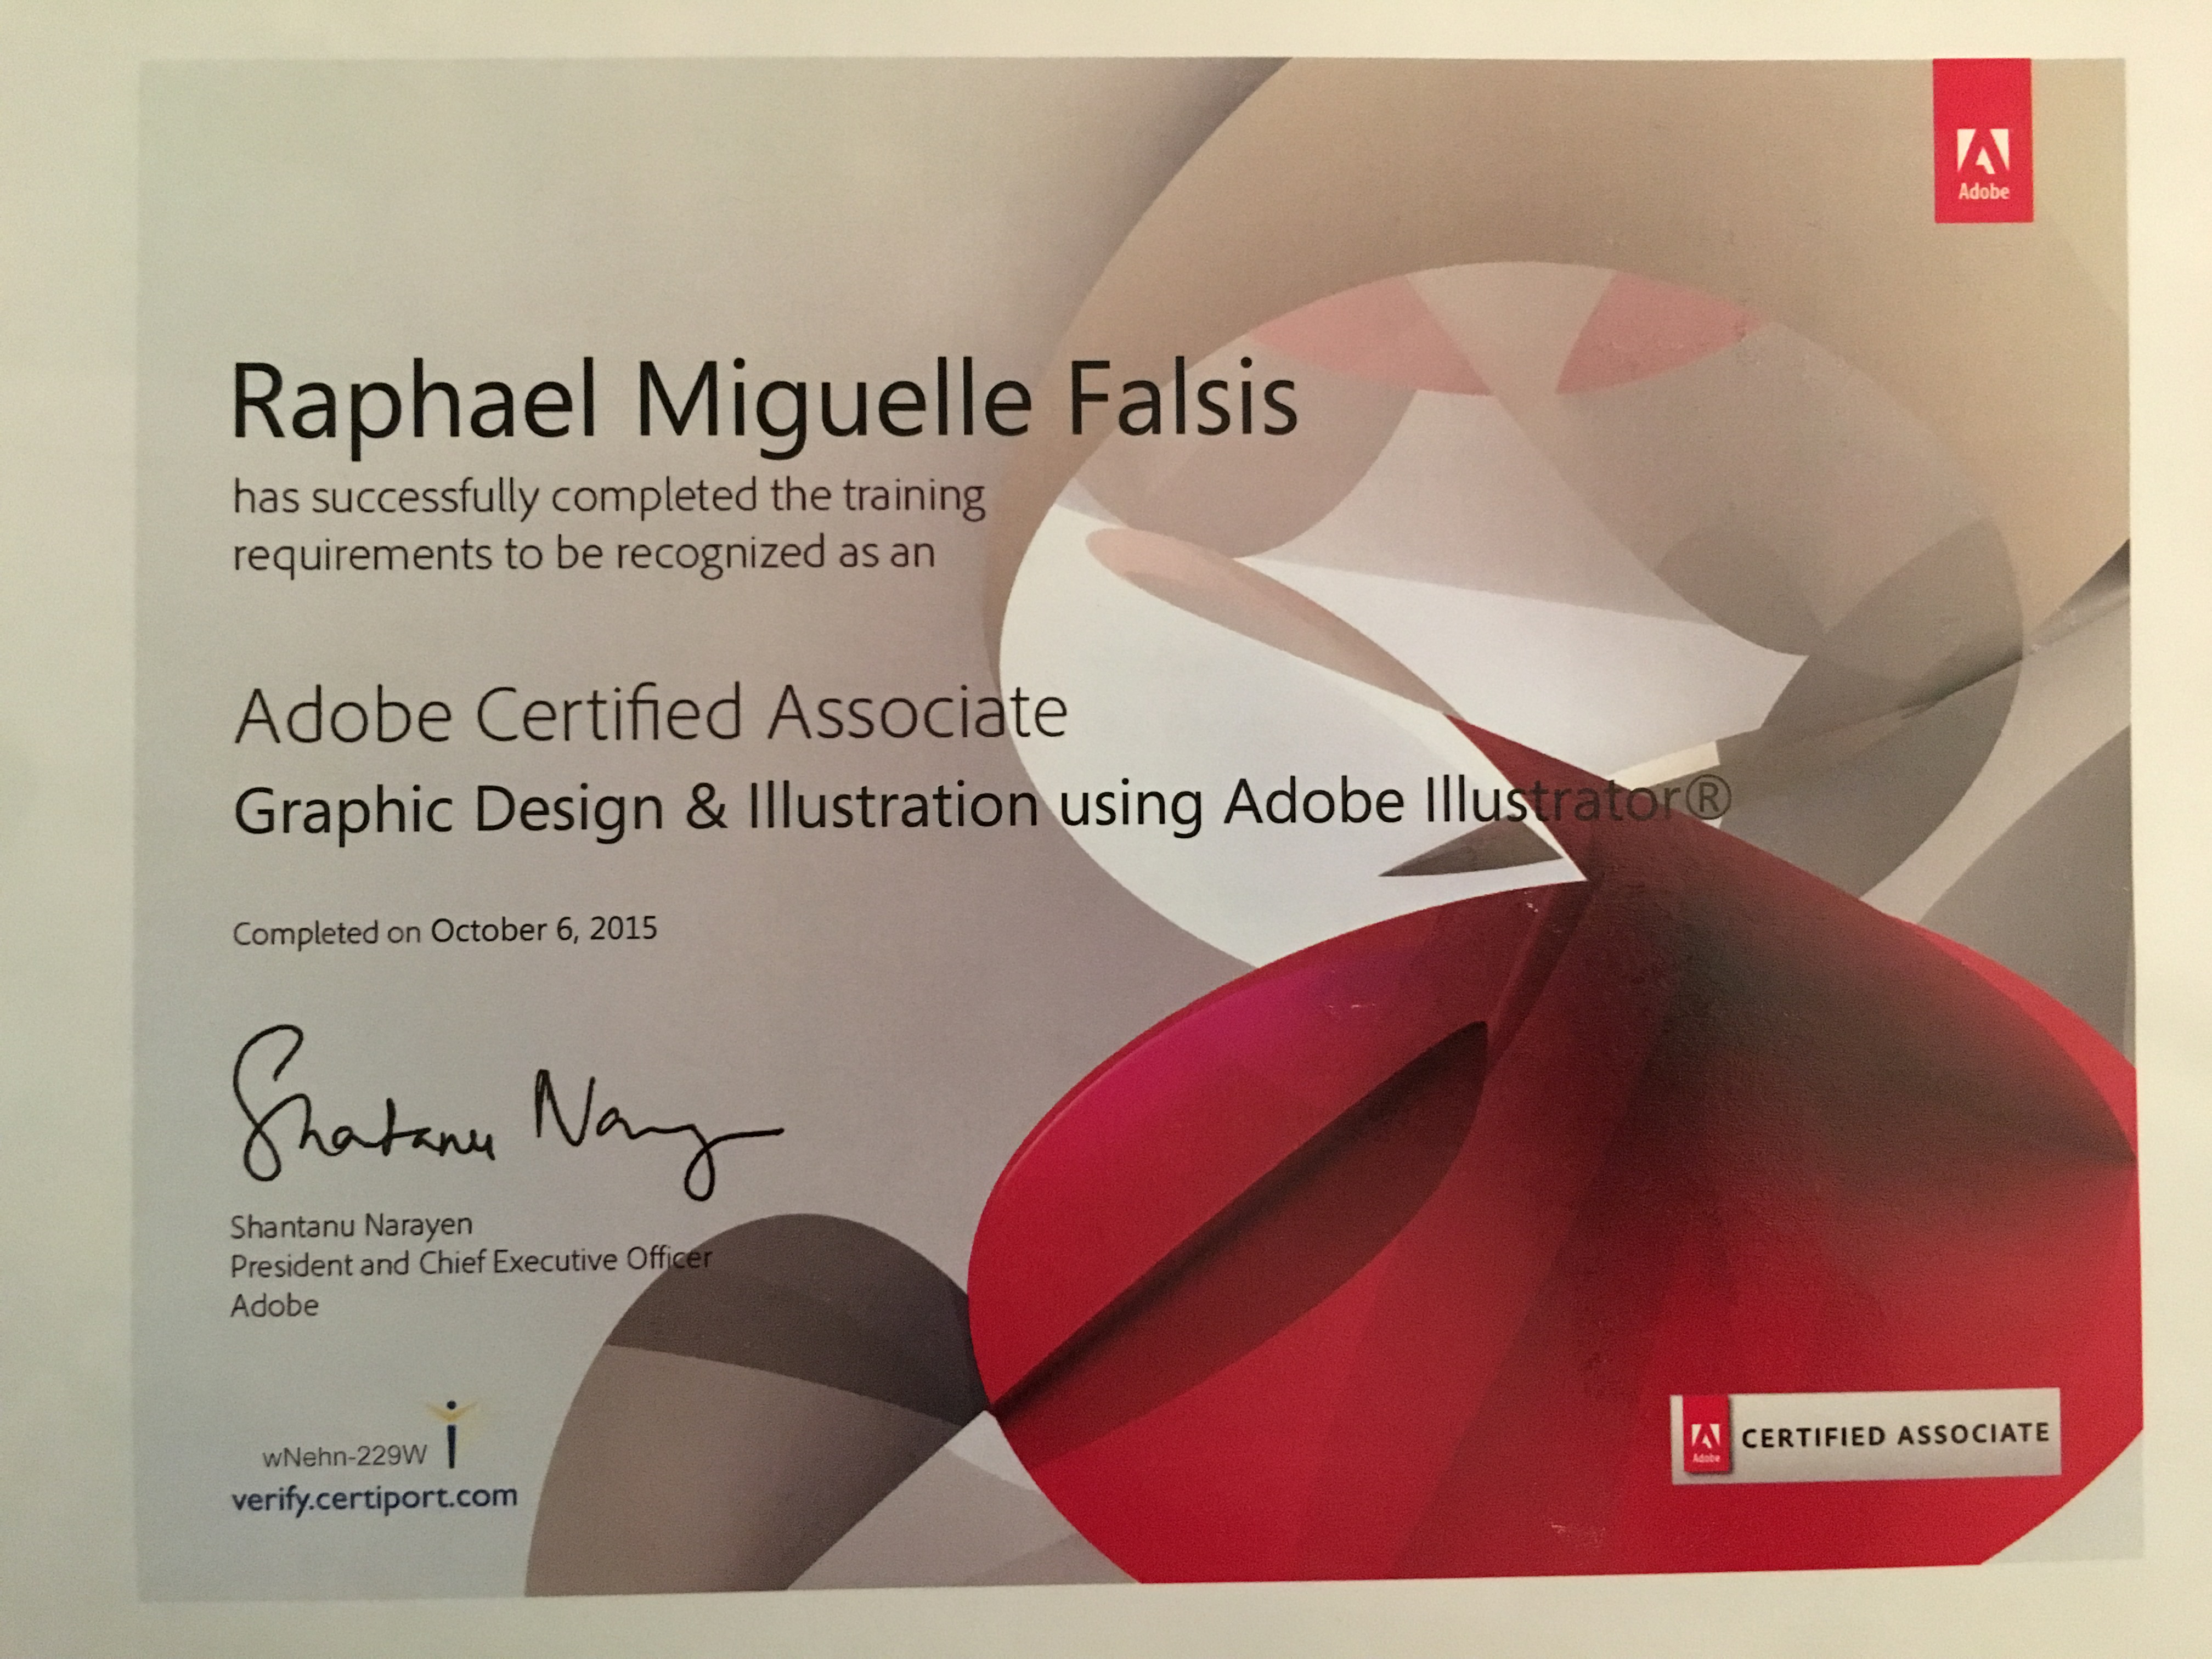 Adobe
Raphael Miguelle Falsis
has successfully completed the training
requirements to be recognized as an
Adobe Certified Associate
Graphic Design & Illustration using Adobe Illustrator®
Completed on October 6, 2015
Shantanu Narayen
Shantanu Narayen
President and Chief Executive Officer
Adobe
wNehn-229W
verify.certiport.com
Adobe
CERTIFIED ASSOCIATE